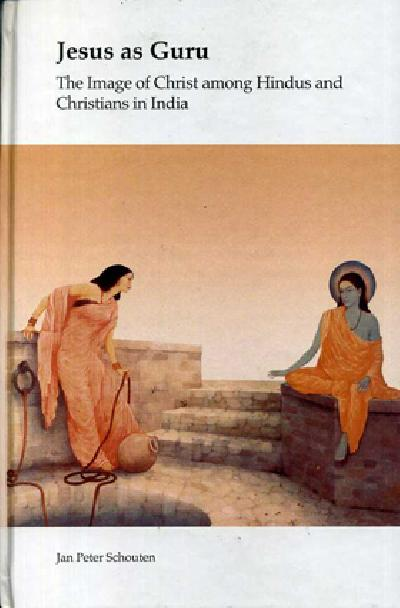 Jesus as Guru
The Image of Christ among Hindus and
Christians in India
Jan Peter Schouten